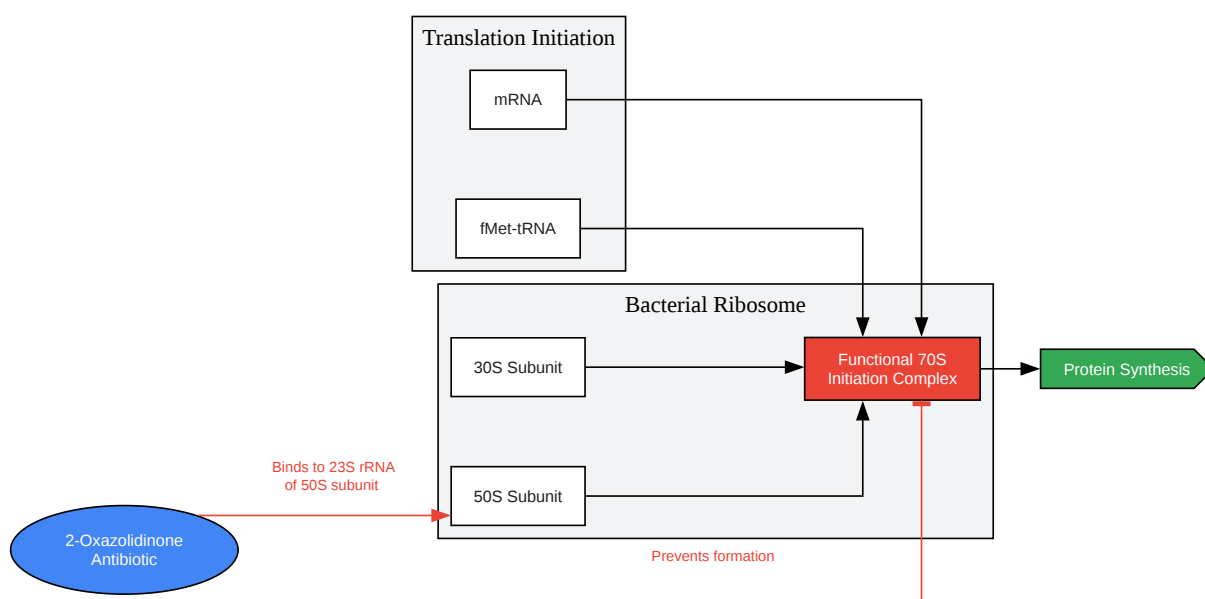 Translation Initiation
mRNA
fMet-tRNA
Bacterial Ribosome
30S Subunit
Functional 70S
Initiation Complex
Protein Synthesis
Binds to 23S rRNA
of 50S subunit
50S Subunit
2-Oxazolidinone
Antibiotic
Prevents formation